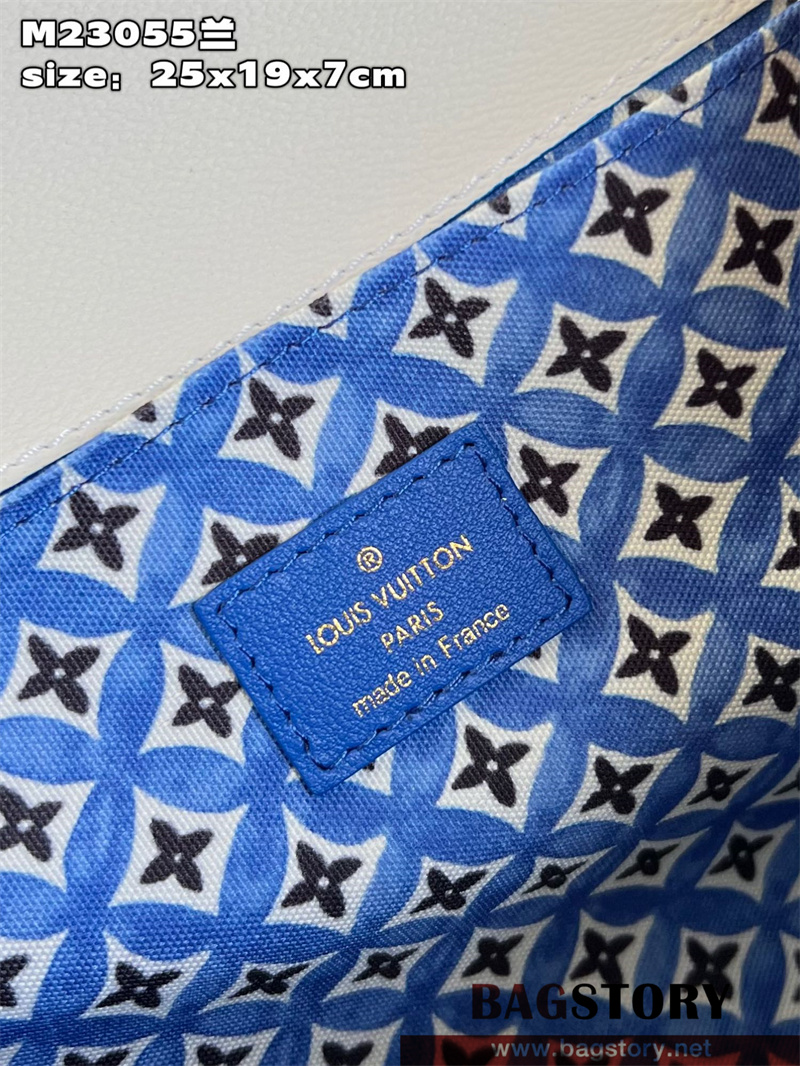 M23055兰
size：25x19x7cm
®
LOUIS VUITTON
PARIS
made in France
BAGSTORY
www.bagstory.net